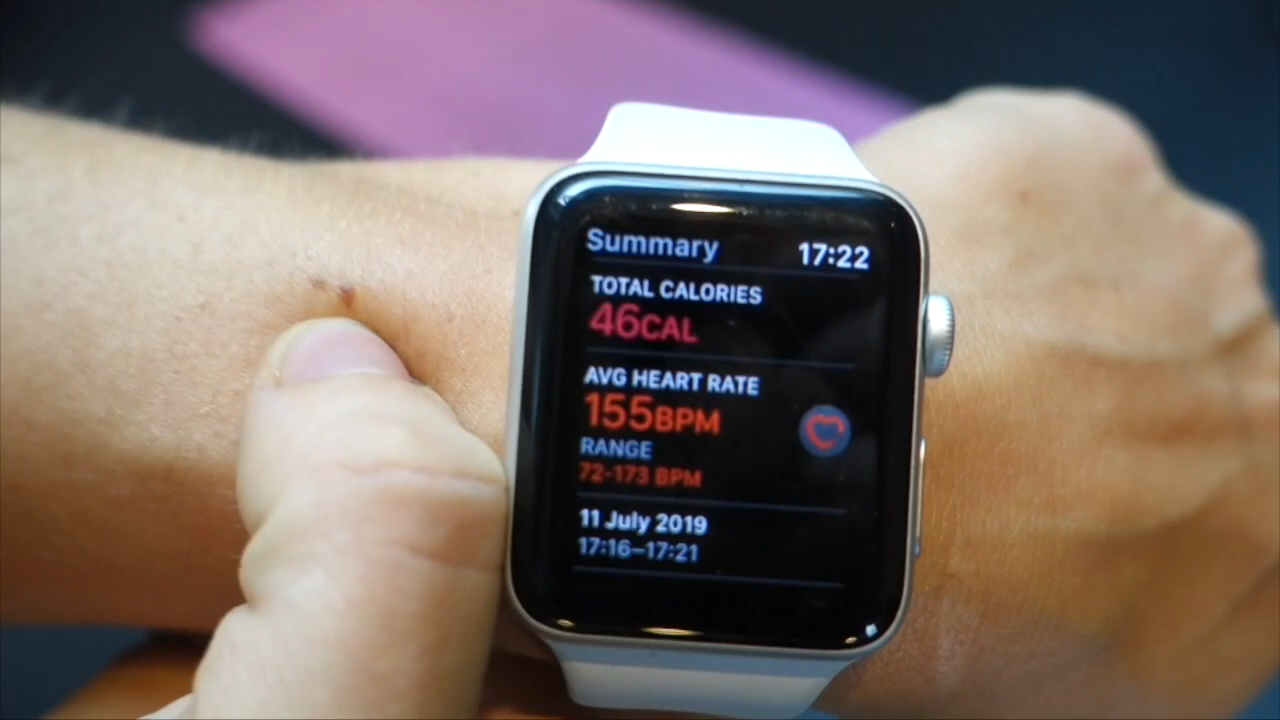 Summary 17:22
TOTAL CALORIES
46CAL
AVG HEART RATE
155BPM
RANGE
72-173 BPM
11 July 2019
17:16–17:21